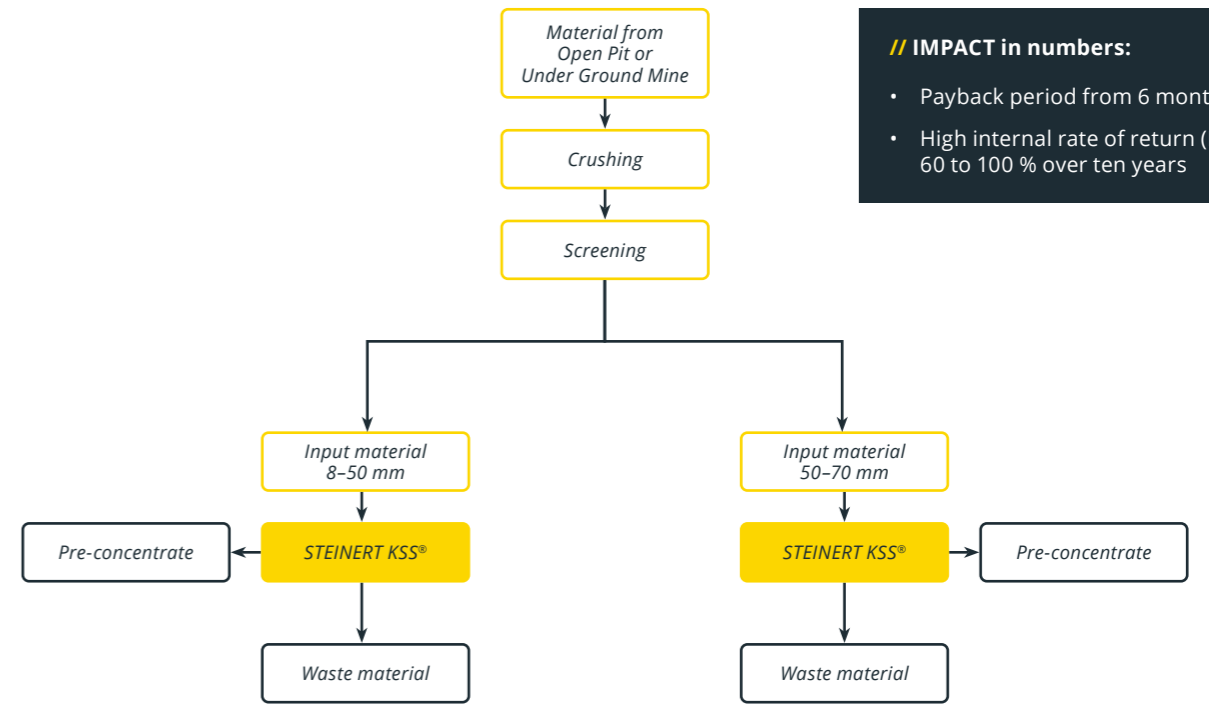 Material from
Open Pit or
Under Ground Mine
// IMPACT in numbers:
• Payback period from 6 mont
• High internal rate of return (
60 to 100 % over ten years
Crushing
Screening
Input material
8–50 mm
Input material
50–70 mm
Pre-concentrate
STEINERT KSS®
STEINERT KSS®
Pre-concentrate
Waste material
Waste material